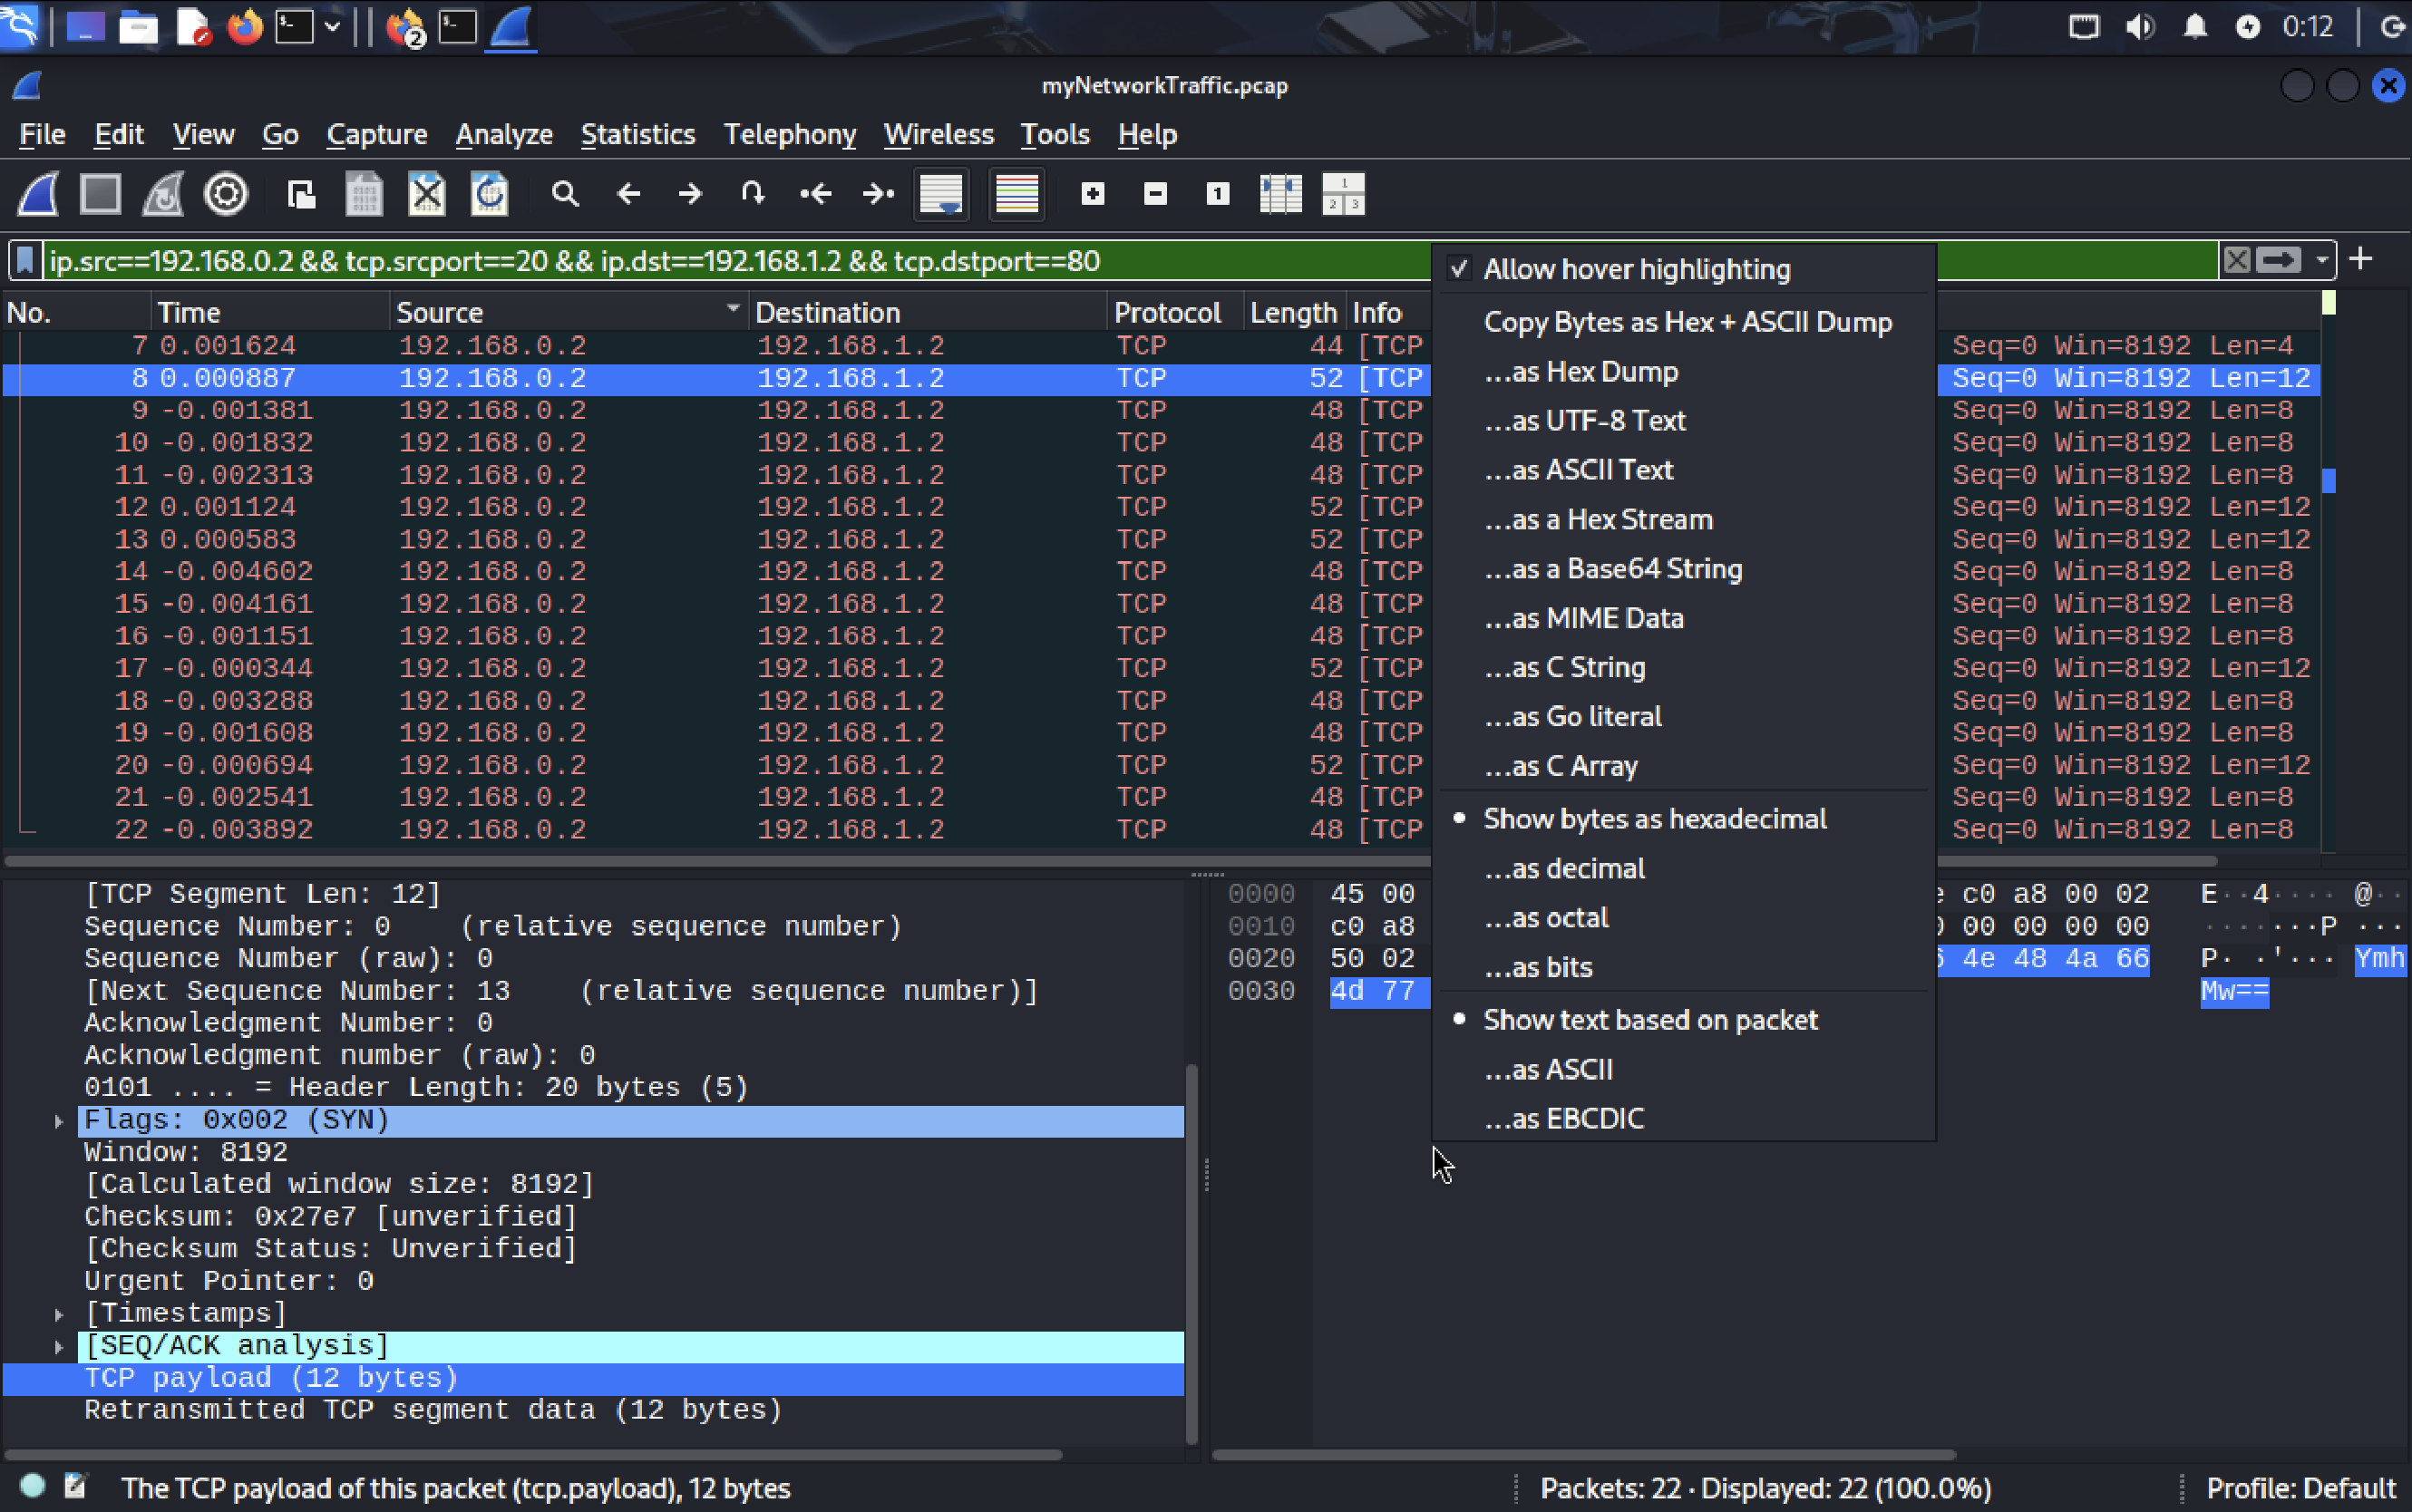 2
0:12
myNetworkTraffic.pcap
File Edit View Go Capture Analyze Statistics Telephony Wireless Tools Help
ip.src==192.168.0.2 && tcp.srcport==20 && ip.dst==192.168.1.2 && tcp.dstport==80
No. Time Source Destination Protocol Length Info
7 0.001624 192.168.0.2 192.168.1.2 TCP 44 [TCP Seq=0 Win=8192 Len=4
8 0.000887 192.168.0.2 192.168.1.2 TCP 52 [TCP Seq=0 Win=8192 Len=12
9 -0.001381 192.168.0.2 192.168.1.2 TCP 48 [TCP Seq=0 Win=8192 Len=8
10 -0.001832 192.168.0.2 192.168.1.2 TCP 48 [TCP Seq=0 Win=8192 Len=8
11 -0.002313 192.168.0.2 192.168.1.2 TCP 48 [TCP Seq=0 Win=8192 Len=8
12 0.001124 192.168.0.2 192.168.1.2 TCP 52 [TCP Seq=0 Win=8192 Len=12
13 0.000583 192.168.0.2 192.168.1.2 TCP 52 [TCP Seq=0 Win=8192 Len=12
14 -0.004602 192.168.0.2 192.168.1.2 TCP 48 [TCP Seq=0 Win=8192 Len=8
15 -0.004161 192.168.0.2 192.168.1.2 TCP 48 [TCP Seq=0 Win=8192 Len=8
16 -0.001151 192.168.0.2 192.168.1.2 TCP 48 [TCP Seq=0 Win=8192 Len=8
17 -0.000344 192.168.0.2 192.168.1.2 TCP 52 [TCP Seq=0 Win=8192 Len=12
18 -0.003288 192.168.0.2 192.168.1.2 TCP 48 [TCP Seq=0 Win=8192 Len=8
19 -0.001608 192.168.0.2 192.168.1.2 TCP 48 [TCP Seq=0 Win=8192 Len=8
20 -0.000694 192.168.0.2 192.168.1.2 TCP 52 [TCP Seq=0 Win=8192 Len=12
21 -0.002541 192.168.0.2 192.168.1.2 TCP 48 [TCP Seq=0 Win=8192 Len=8
22 -0.003892 192.168.0.2 192.168.1.2 TCP 48 [TCP Seq=0 Win=8192 Len=8
Allow hover highlighting
Copy Bytes as Hex + ASCII Dump
...as Hex Dump
...as UTF-8 Text
...as ASCII Text
...as a Hex Stream
...as a Base64 String
...as MIME Data
...as C String
...as Go literal
...as C Array
Show bytes as hexadecimal
...as decimal
...as octal
...as bits
Show text based on packet
...as ASCII
...as EBCDIC
[TCP Segment Len: 12]
Sequence Number: 0 (relative sequence number)
Sequence Number (raw): 0
[Next Sequence Number: 13 (relative sequence number)]
Acknowledgment Number: 0
Acknowledgment number (raw): 0
0101 .... = Header Length: 20 bytes (5)
Flags: 0x002 (SYN)
Window: 8192
[Calculated window size: 8192]
Checksum: 0x27e7 [unverified]
[Checksum Status: Unverified]
Urgent Pointer: 0
[Timestamps]
[SEQ/ACK analysis]
TCP payload (12 bytes)
Retransmitted TCP segment data (12 bytes)
0000 45 00 c0 a8 00 02 E··4···· @··
0010 c0 a8 00 00 00 00 ·······P ···
0020 50 02 4e 48 4a 66 P· ·'··· Ymh
0030 4d 77 Mw==
The TCP payload of this packet (tcp.payload), 12 bytes
Packets: 22 · Displayed: 22 (100.0%)
Profile: Default